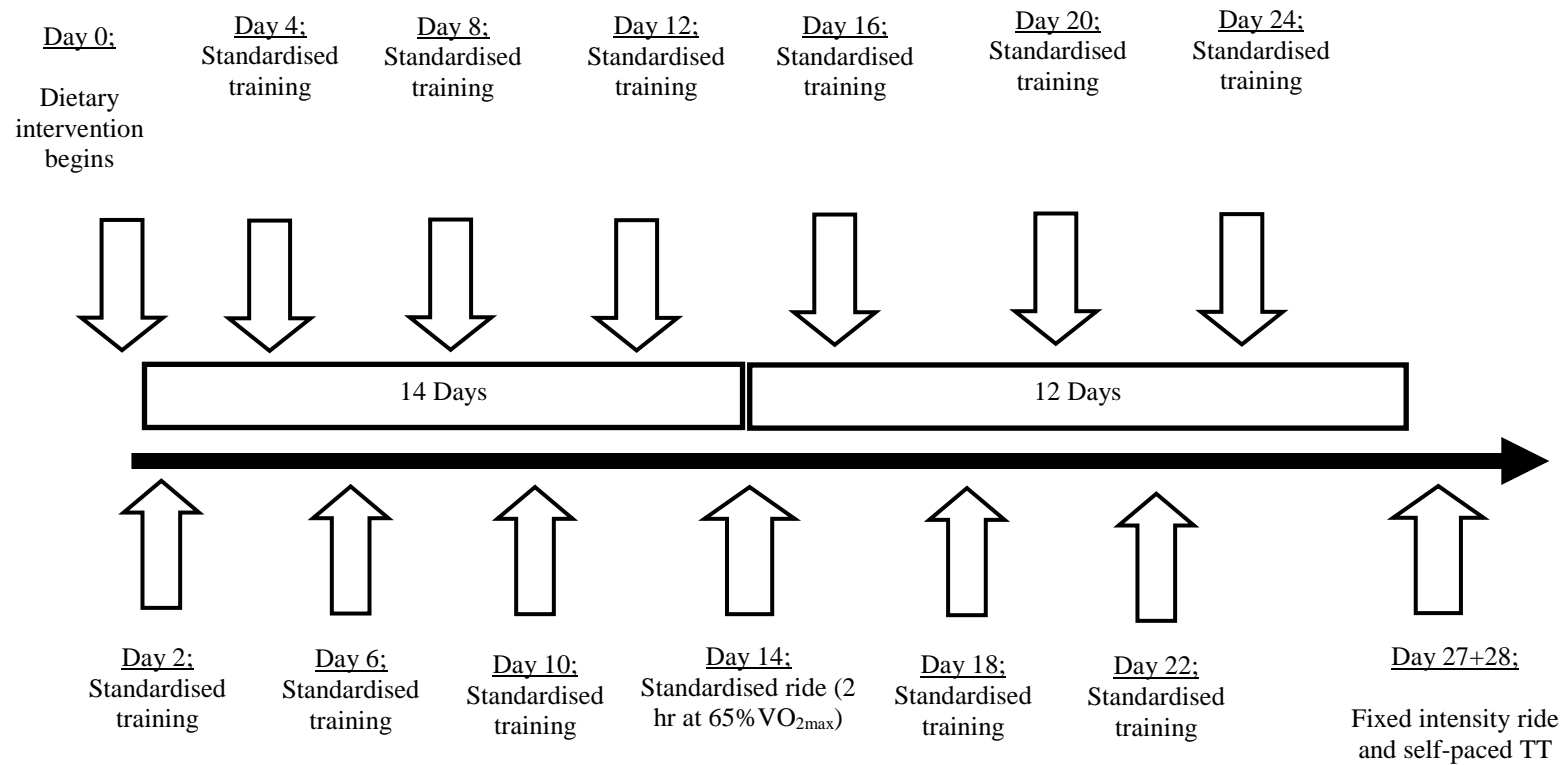 Day 0;
Dietary
intervention
begins
Day 4;
Standardised
training
Day 8;
Standardised
training
Day 12;
Standardised
training
Day 16;
Standardised
training
Day 20;
Standardised
training
Day 24;
Standardised
training
14 Days
12 Days
Day 2;
Standardised
training
Day 6;
Standardised
training
Day 10;
Standardised
training
Day 14;
Standardised ride (2
hr at 65%VO2max)
Day 18;
Standardised
training
Day 22;
Standardised
training
Day 27+28;
Fixed intensity ride
and self-paced TT